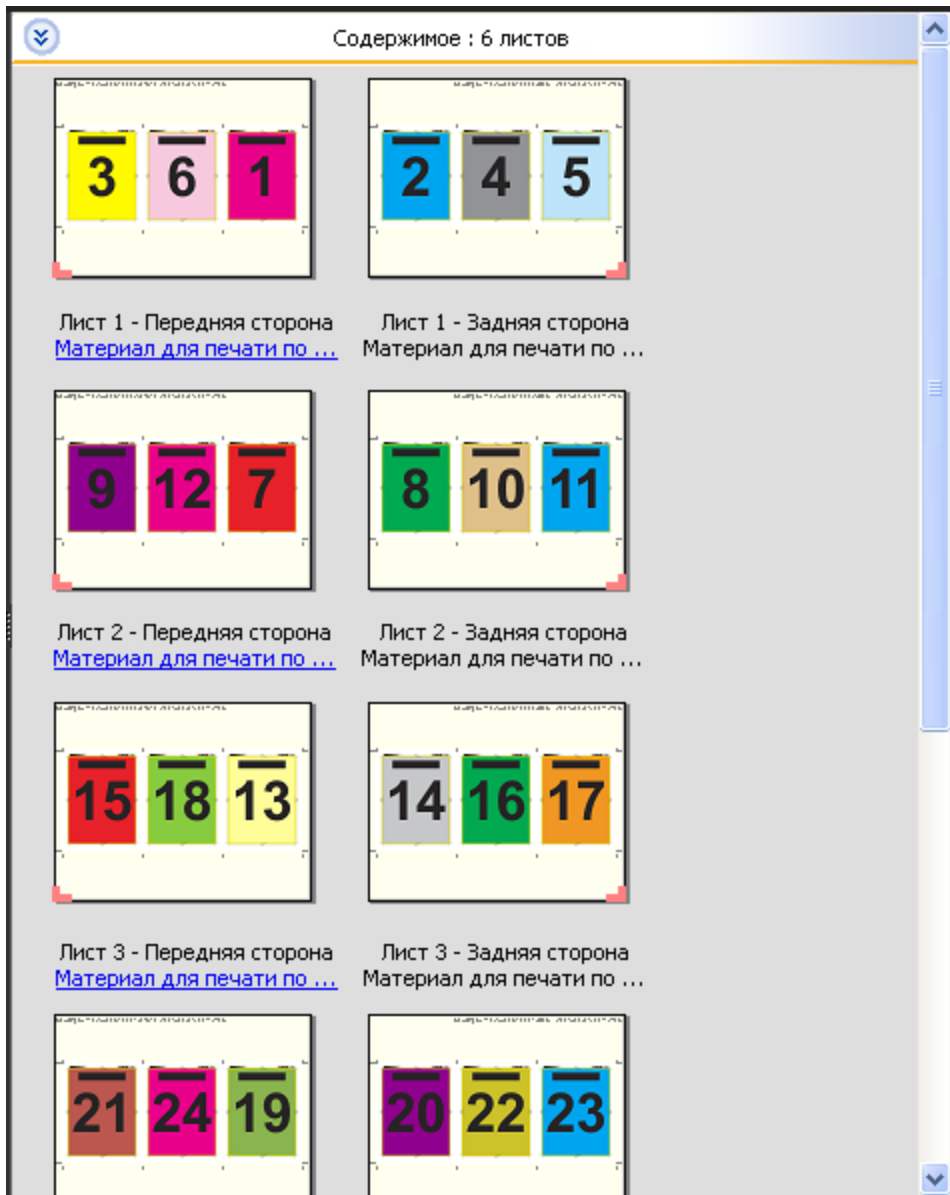 Содержимое : 6 листов
3 6 1 2 4 5
Лист 1 - Передняя сторона Лист 1 - Задняя сторона
Материал для печати по ... Материал для печати по ...
9 12 7 8 10 11
Лист 2 - Передняя сторона Лист 2 - Задняя сторона
Материал для печати по ... Материал для печати по ...
15 18 13 14 16 17
Лист 3 - Передняя сторона Лист 3 - Задняя сторона
Материал для печати по ... Материал для печати по ...
21 24 19 20 22 23